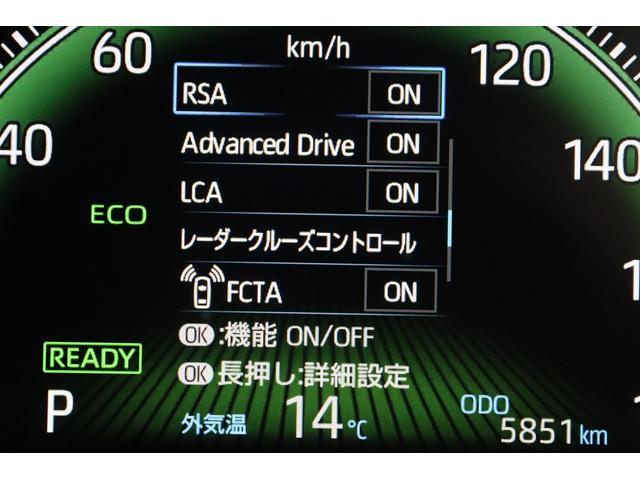 km/h
60
120
40
140
RSA ON
Advanced Drive ON
LCA ON
ECO
レーダークルーズコントロール
FCTA ON
OK:機能 ON/OFF
READY
OK長押し:詳細設定
P
外気温 14℃
ODO
5851km